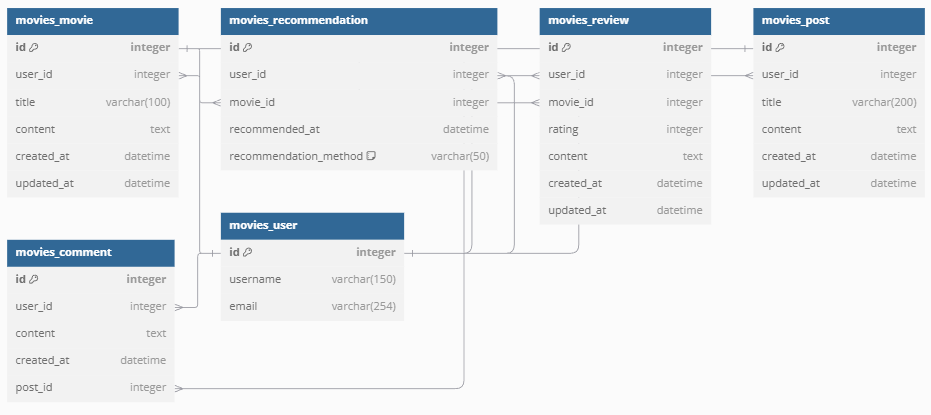 movies_movie
id integer
user_id integer
title varchar(100)
content text
created_at datetime
updated_at datetime
movies_recommendation
id integer
user_id integer
movie_id integer
recommended_at datetime
recommendation_method varchar(50)
movies_review
id integer
user_id integer
movie_id integer
rating integer
content text
created_at datetime
updated_at datetime
movies_post
id integer
user_id integer
title varchar(200)
content text
created_at datetime
updated_at datetime
movies_user
id integer
username varchar(150)
email varchar(254)
movies_comment
id integer
user_id integer
content text
created_at datetime
post_id integer